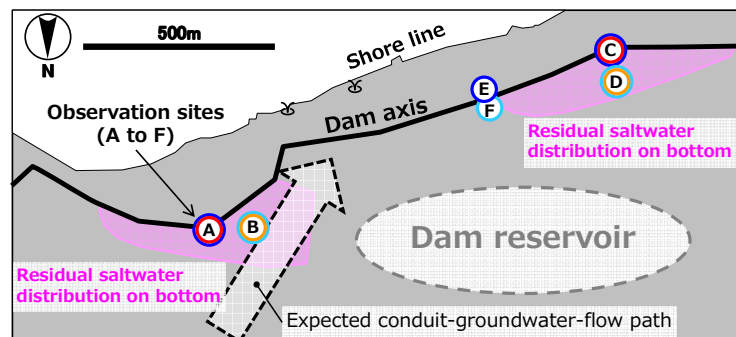 500m
N
Shore line
Dam axis
Observation sites
(A to F)
C
D
E
F
Residual saltwater
distribution on bottom
A
B
Dam reservoir
Residual saltwater
distribution on bottom
Expected conduit-groundwater-flow path